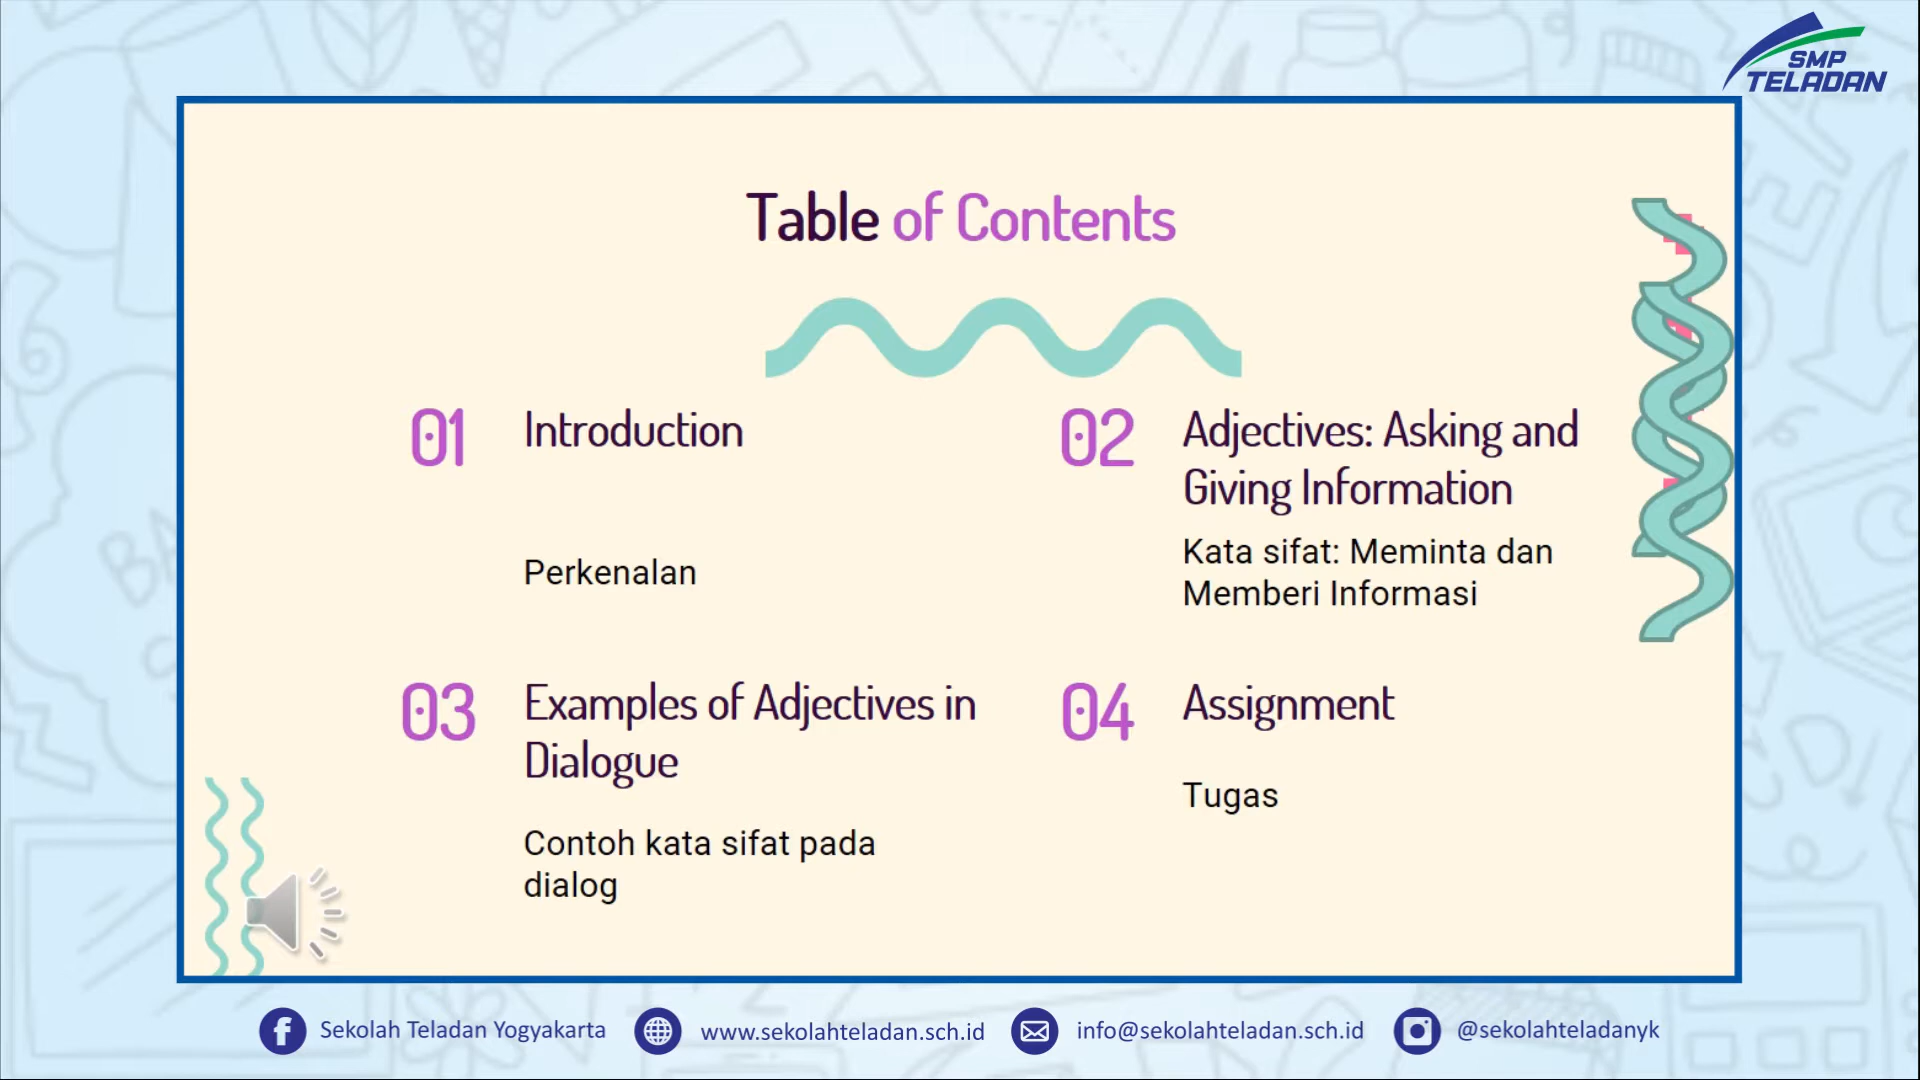 SMP
TELADAN
Table of Contents
01
Introduction
Perkenalan
02
Adjectives: Asking and
Giving Information
Kata sifat: Meminta dan
Memberi Informasi
03
Examples of Adjectives in
Dialogue
Contoh kata sifat pada
dialog
04
Assignment
Tugas
Sekolah Teladan Yogyakarta
www.sekolahteladan.sch.id
info@sekolahteladan.sch.id
@sekolahteladanyk